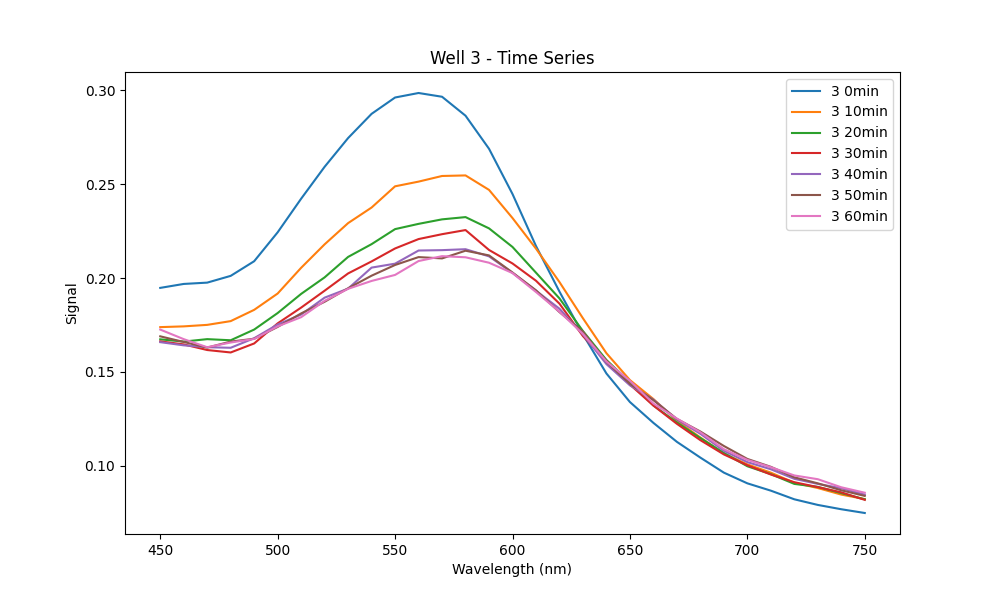 Well 3 - Time Series
Signal
0.30
0.25
0.20
0.15
0.10
3 0min
3 10min
3 20min
3 30min
3 40min
3 50min
3 60min
450 500 550 600 650 700 750
Wavelength (nm)